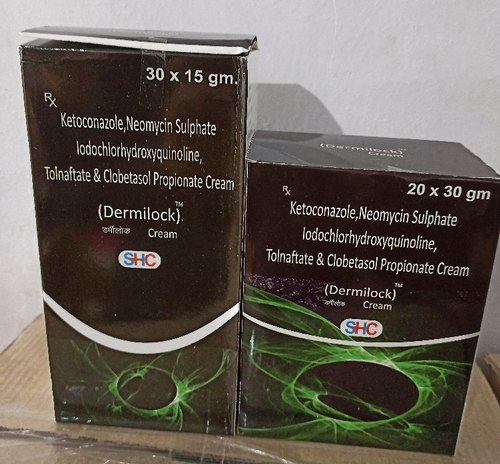 30 x 15 gm.
Rx
Ketoconazole,Neomycin Sulphate
Iodochlorhydroxyquinoline,
Tolnaftate & Clobetasol Propionate Cream
(Dermilock)™
डर्मीलोक Cream
SHC
(Dermilock)
Cream
20 x 30 gm
Rx
Ketoconazole,Neomycin Sulphate
Iodochlorhydroxyquinoline,
Tolnaftate & Clobetasol Propionate Cream
(Dermilock)™
डर्मीलोक Cream
SHC